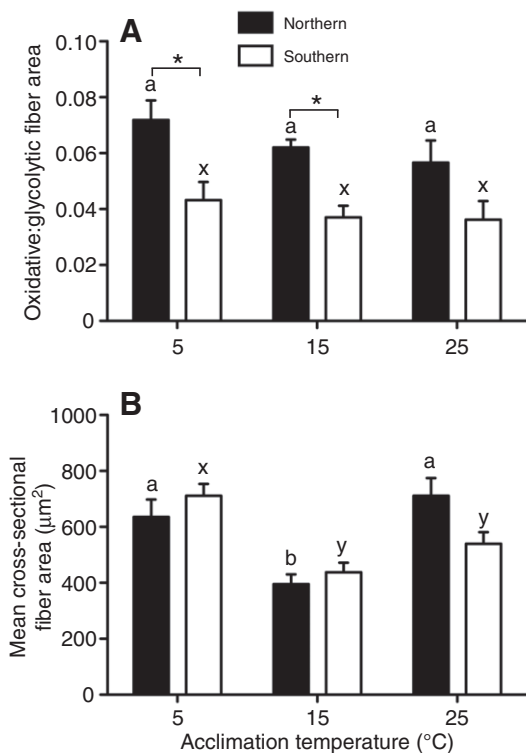 A
Northern
Southern
Oxidative:glycolytic fiber area
0.10
0.08
0.06
0.04
0.02
0
* *
a a a
x x x
5 15 25
B
Mean cross-sectional
fiber area (μm²)
1000
800
600
400
200
0
a x b y a y
5 15 25
Acclimation temperature (°C)